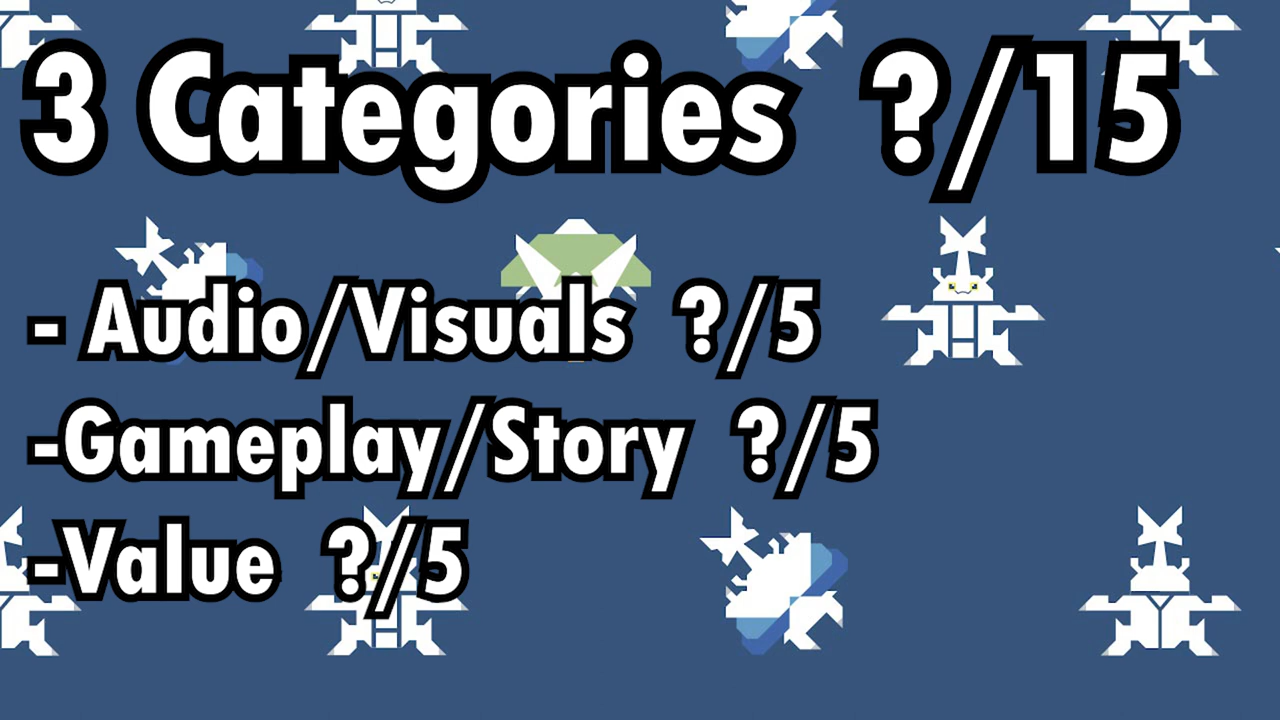 3 Categories ?/15
- Audio/Visuals ?/5
-Gameplay/Story ?/5
-Value ?/5